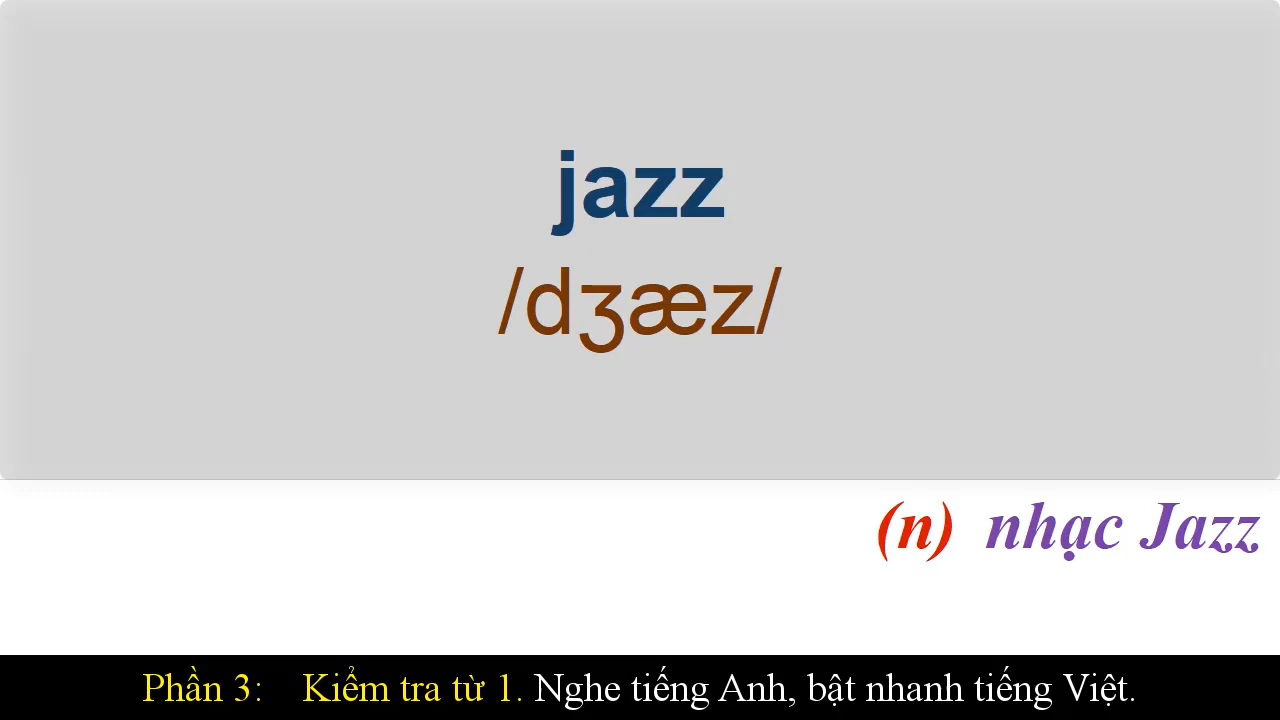 jazz
/dʒæz/
(n) nhạc Jazz
Phần 3: Kiểm tra từ 1. Nghe tiếng Anh, bật nhanh tiếng Việt.